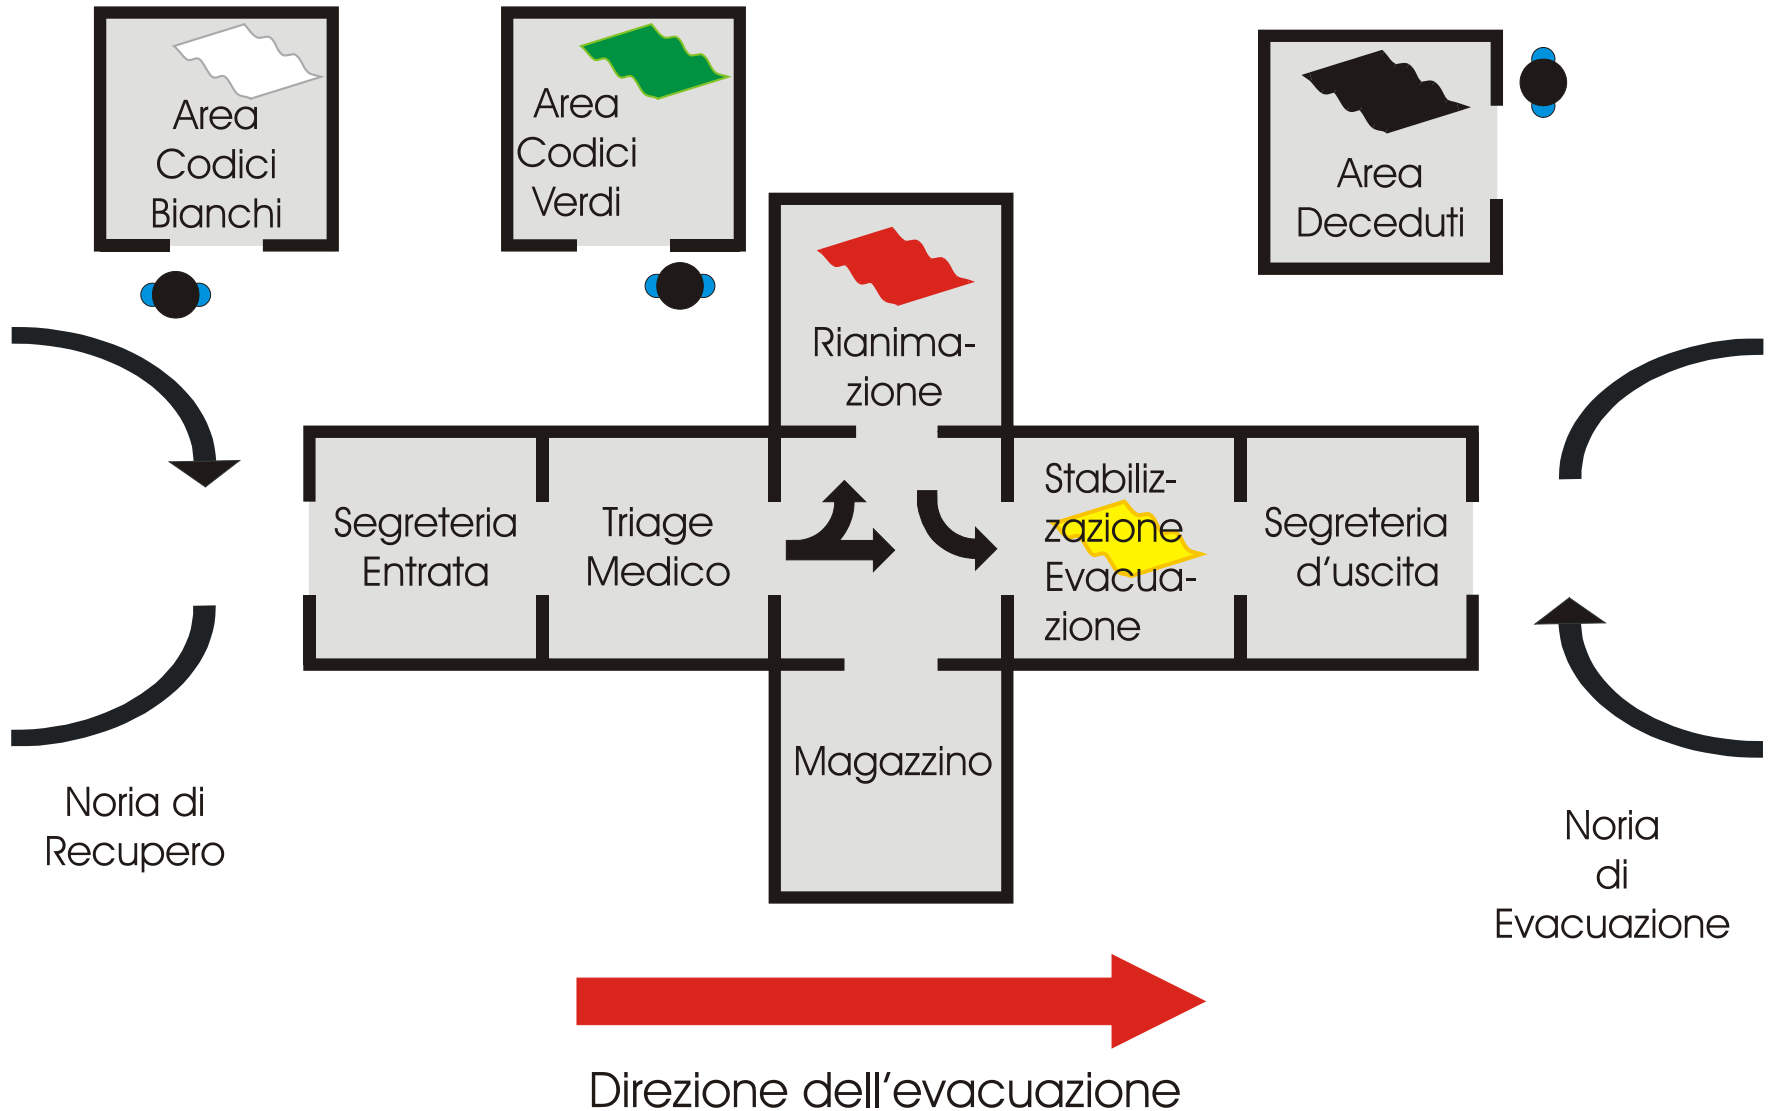 Area
Codici
Bianchi
Area
Codici
Verdi
Area
Deceduti
Rianima-
zione
Segreteria
Entrata
Triage
Medico
Stabiliz-
zazione
Evacua-
zione
Segreteria
d'uscita
Magazzino
Noria di
Recupero
Noria
di
Evacuazione
Direzione dell'evacuazione